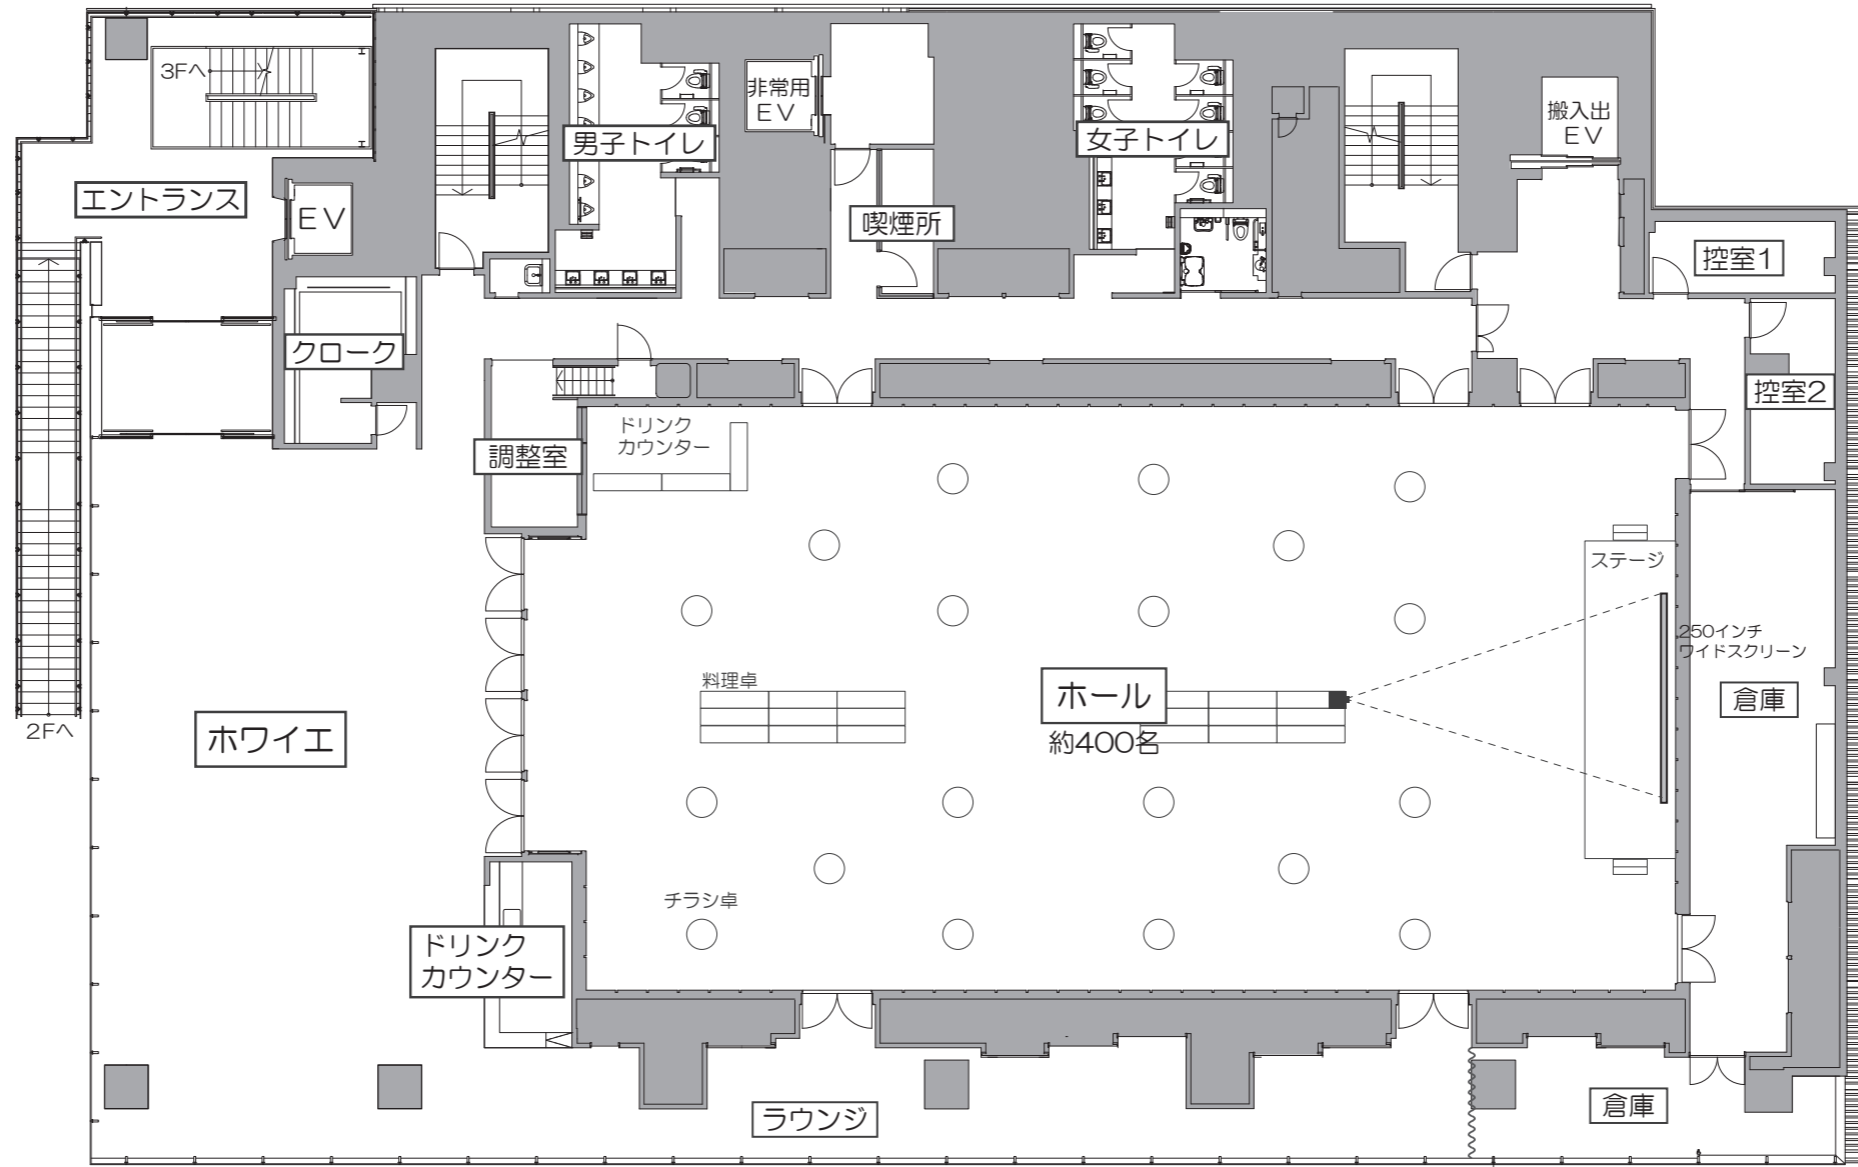 3Fへ
非常用
EV
搬入出
EV
男子トイレ
女子トイレ
エントランス
EV
喫煙所
控室1
クローク
控室2
ドリンク
カウンター
調整室
ステージ
250インチ
ワイドスクリーン
料理卓
ホール
約400名
倉庫
2Fへ
ホワイエ
チラシ卓
ドリンク
カウンター
ラウンジ
倉庫